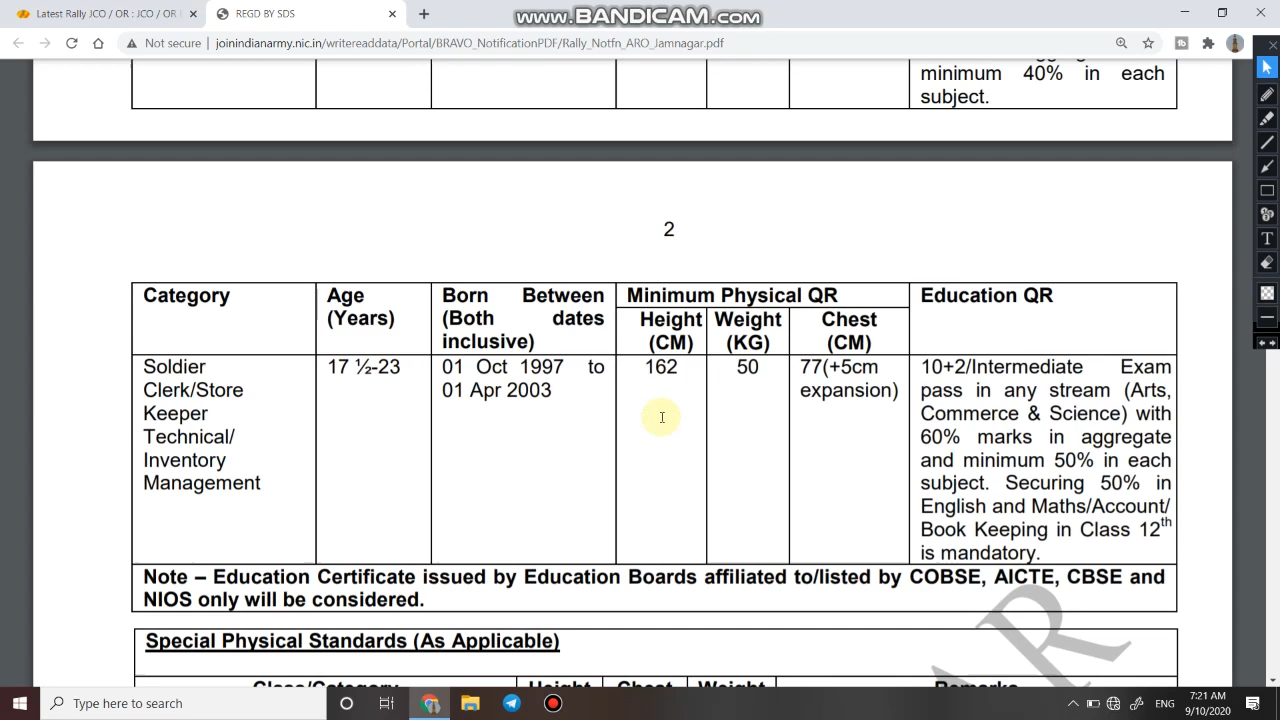 Latest Rally JCO / OR : JCO / OR
REGD BY SDS
www.BANDICAM.com
Not secure
joinindianarmy.nic.in/writereaddata/Portal/BRAVO_NotificationPDF/Rally_Notfn_ARO_Jamnagar.pdf
minimum 40% in each
subject.
2
Category
Age
(Years)
Born Between
(Both dates
inclusive)
Minimum Physical QR
Height
(CM)
Weight
(KG)
Chest
(CM)
Education QR
Soldier
Clerk/Store
Keeper
Technical/
Inventory
Management
17 ½-23
01 Oct 1997 to
01 Apr 2003
162
50
77(+5cm
expansion)
10+2/Intermediate Exam
pass in any stream (Arts,
Commerce & Science) with
60% marks in aggregate
and minimum 50% in each
subject. Securing 50% in
English and Maths/Account/
Book Keeping in Class 12th
is mandatory.
Note – Education Certificate issued by Education Boards affiliated to/listed by COBSE, AICTE, CBSE and
NIOS only will be considered.
Special Physical Standards (As Applicable)
Class/Category
Height
Chest
Weight
Remarks
Type here to search
ENG
7:21 AM
9/10/2020